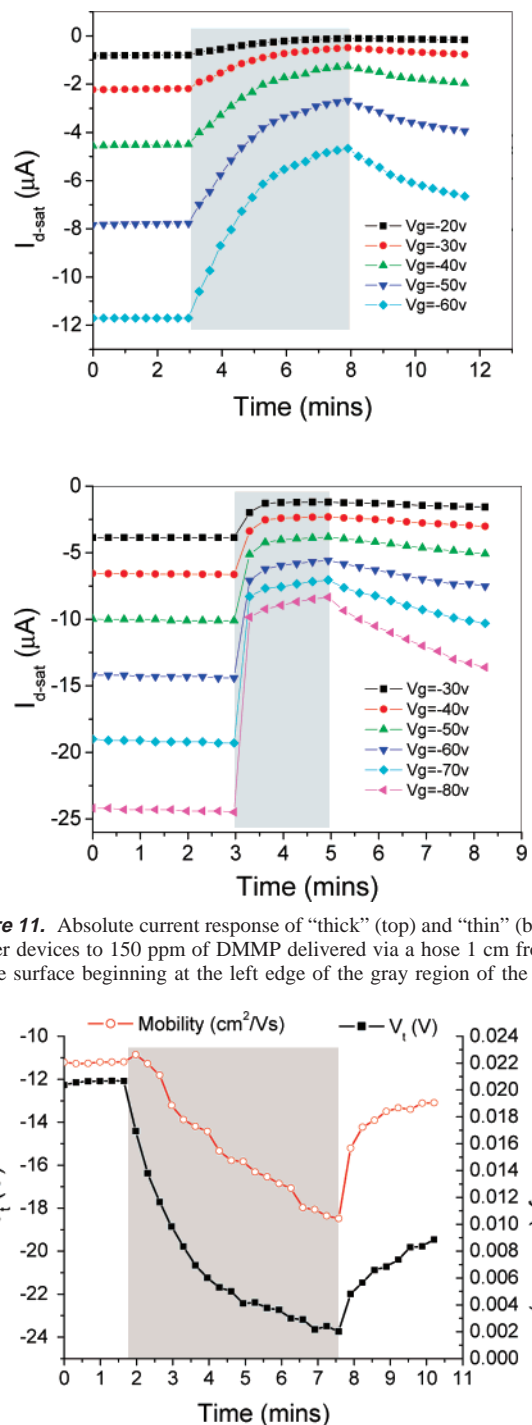 0
-2
-4
-6
-8
-10
-12
I d-sat (μA)
Vg=-20v
Vg=-30v
Vg=-40v
Vg=-50v
Vg=-60v
0 2 4 6 8 10 12
Time (mins)
0
-5
-10
-15
-20
-25
I d-sat (μA)
Vg=-30v
Vg=-40v
Vg=-50v
Vg=-60v
Vg=-70v
Vg=-80v
0 1 2 3 4 5 6 7 8 9
Time (mins)
re 11. Absolute current response of “thick” (top) and “thin” (b
er devices to 150 ppm of DMMP delivered via a hose 1 cm fr
e surface beginning at the left edge of the gray region of the
Mobility (cm²/Vs) Vt (V)
-10
-12
-14
-16
-18
-20
-22
-24
0.024
0.022
0.020
0.018
0.016
0.014
0.012
0.010
0.008
0.006
0.004
0.002
0.000
0 1 2 3 4 5 6 7 8 9 10 11
Time (mins)